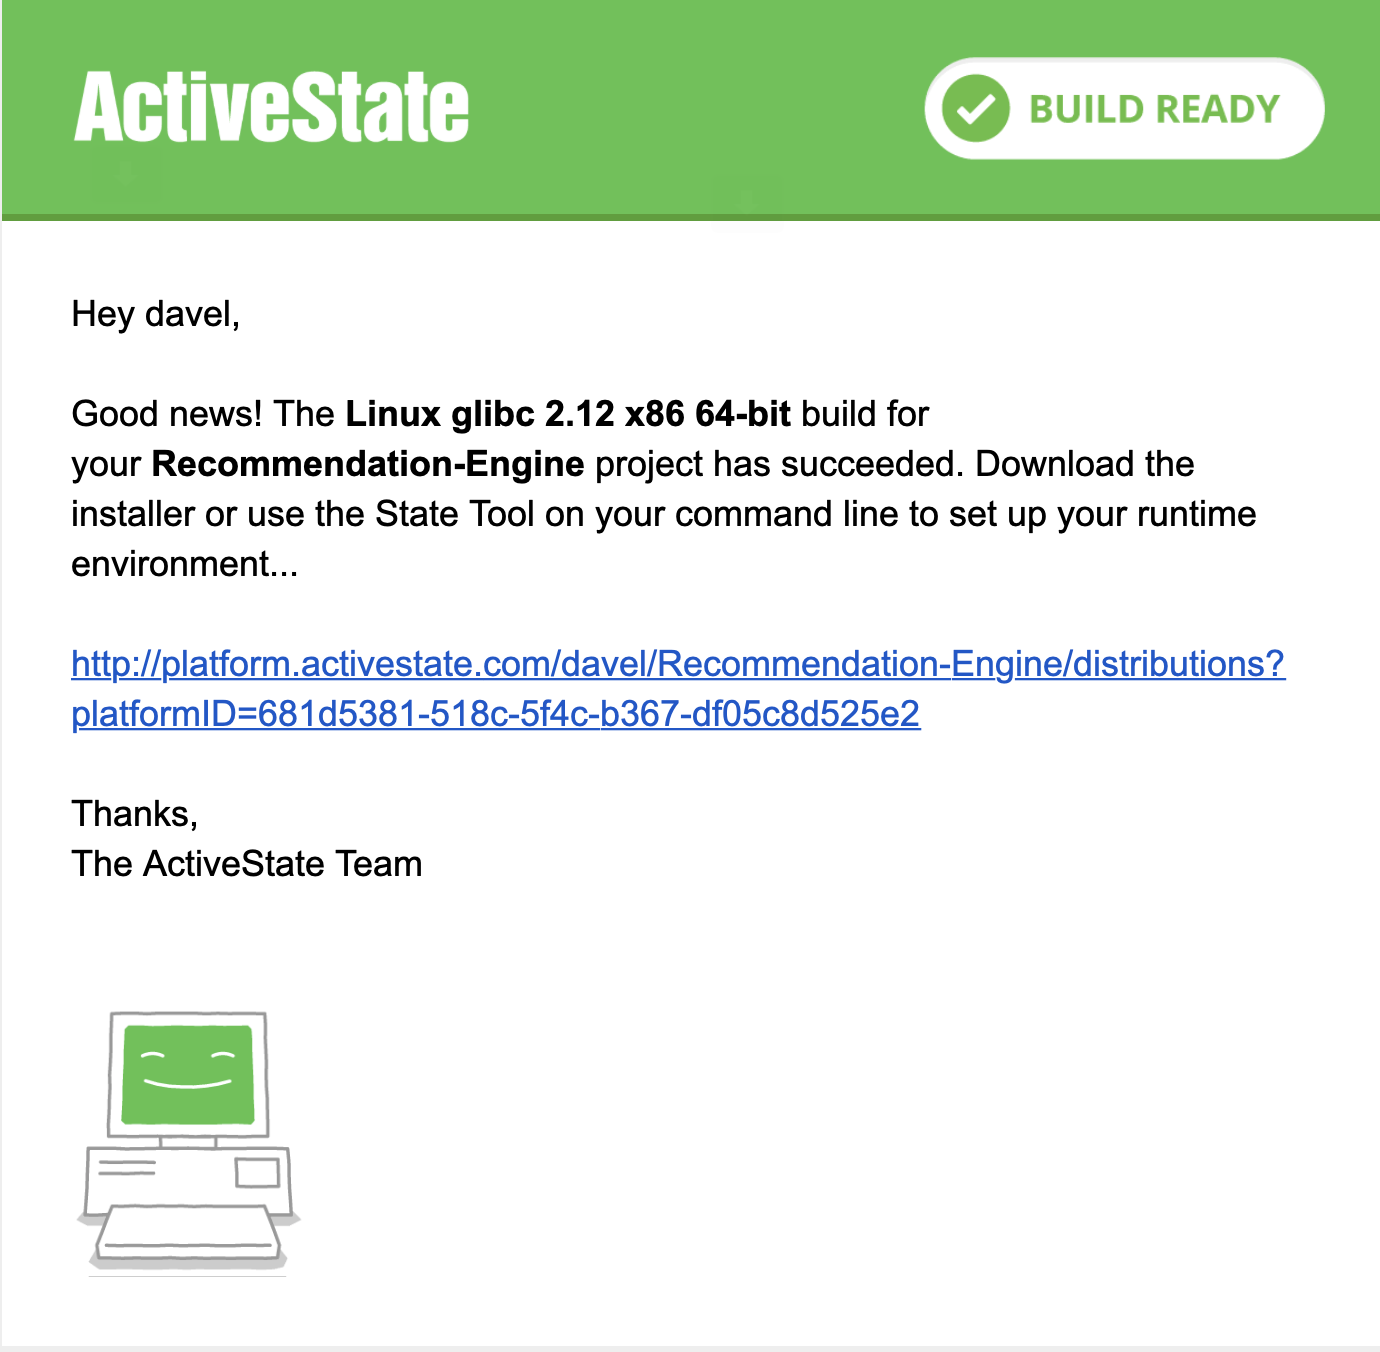 ActiveState
BUILD READY
Hey davel,
Good news! The Linux glibc 2.12 x86 64-bit build for
your Recommendation-Engine project has succeeded. Download the
installer or use the State Tool on your command line to set up your runtime
environment...
http://platform.activestate.com/davel/Recommendation-Engine/distributions?
platformID=681d5381-518c-5f4c-b367-df05c8d525e2
Thanks,
The ActiveState Team